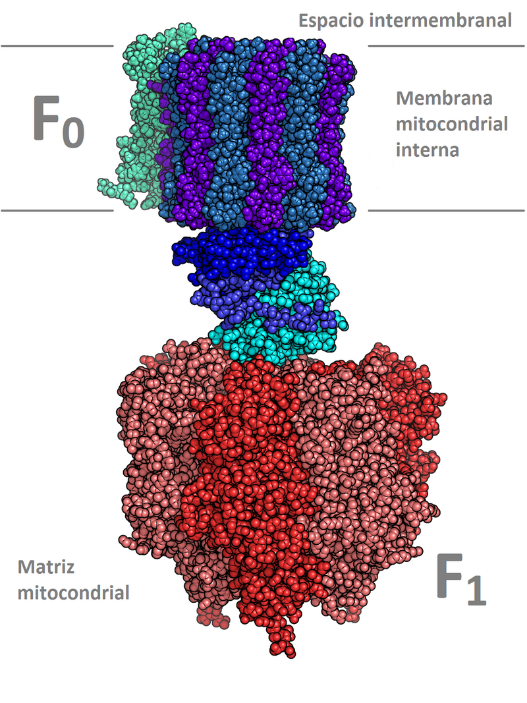 Espacio intermembranal
F0
Membrana
mitocondrial
interna
Matriz
mitocondrial
F1